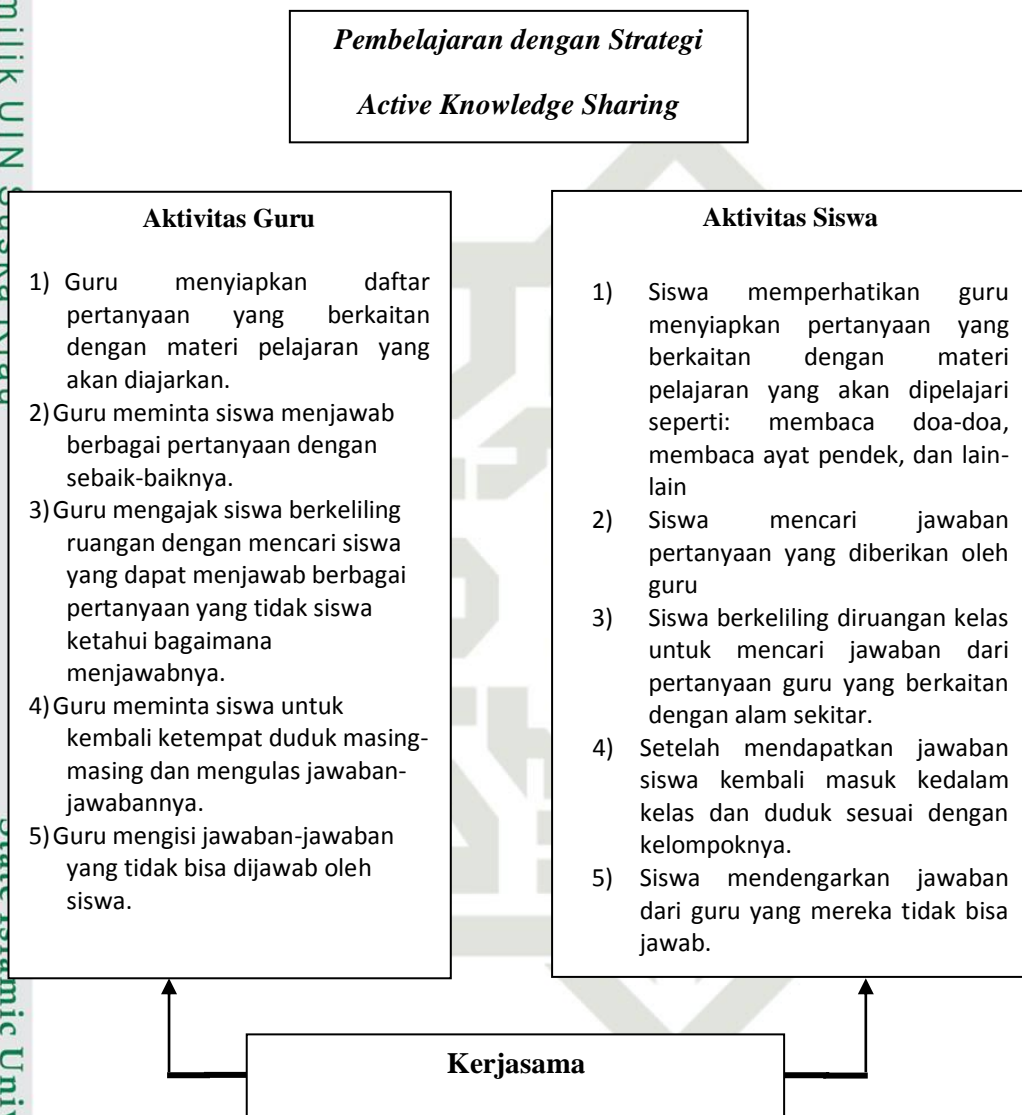 milik UIN Suska Riau
State Islamic Univ
Pembelajaran dengan Strategi
Active Knowledge Sharing
Aktivitas Guru
1) Guru menyiapkan daftar
pertanyaan yang berkaitan
dengan materi pelajaran yang
akan diajarkan.
2) Guru meminta siswa menjawab
berbagai pertanyaan dengan
sebaik-baiknya.
3) Guru mengajak siswa berkeliling
ruangan dengan mencari siswa
yang dapat menjawab berbagai
pertanyaan yang tidak siswa
ketahui bagaimana
menjawabnya.
4) Guru meminta siswa untuk
kembali ketempat duduk masing-
masing dan mengulas jawaban-
jawabannya.
5) Guru mengisi jawaban-jawaban
yang tidak bisa dijawab oleh
siswa.
Aktivitas Siswa
1) Siswa memperhatikan guru
menyiapkan pertanyaan yang
berkaitan dengan materi
pelajaran yang akan dipelajari
seperti: membaca doa-doa,
membaca ayat pendek, dan lain-
lain
2) Siswa mencari jawaban
pertanyaan yang diberikan oleh
guru
3) Siswa berkeliling diruangan kelas
untuk mencari jawaban dari
pertanyaan guru yang berkaitan
dengan alam sekitar.
4) Setelah mendapatkan jawaban
siswa kembali masuk kedalam
kelas dan duduk sesuai dengan
kelompoknya.
5) Siswa mendengarkan jawaban
dari guru yang mereka tidak bisa
jawab.
Kerjasama